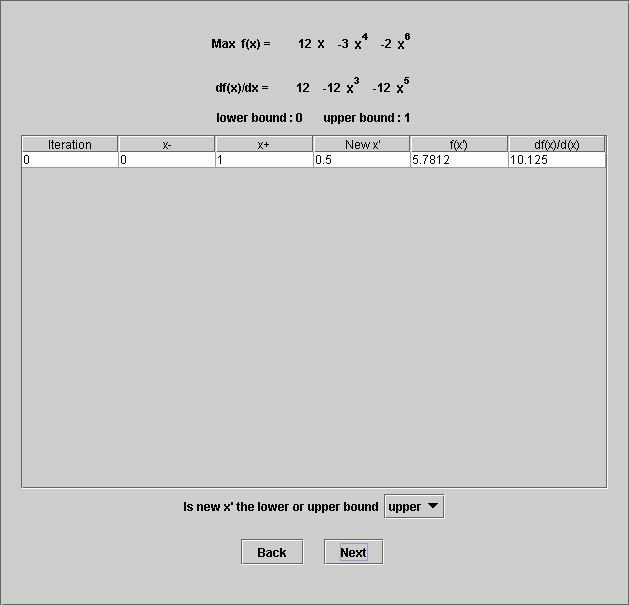 Max f(x) = 12 x -3 x^4 -2 x^6
df(x)/dx = 12 -12 x^3 -12 x^5
lower bound : 0 upper bound : 1
Iteration x- x+ New x' f(x') df(x)/d(x)
0 0 1 0.5 5.7812 10.125
Is new x' the lower or upper bound upper
Back Next